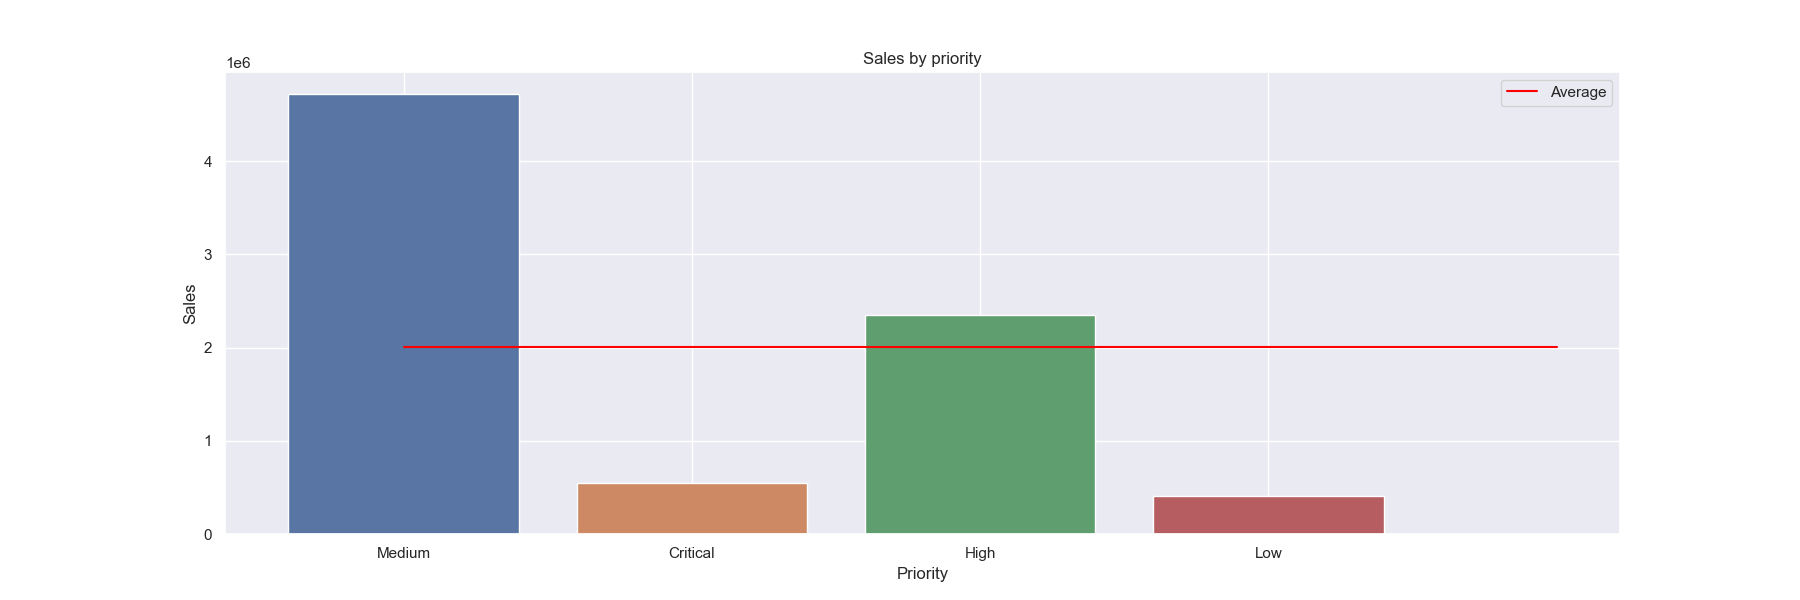 Sales by priority
1e6
Average
4
3
2
1
0
Sales
Medium Critical High Low
Priority